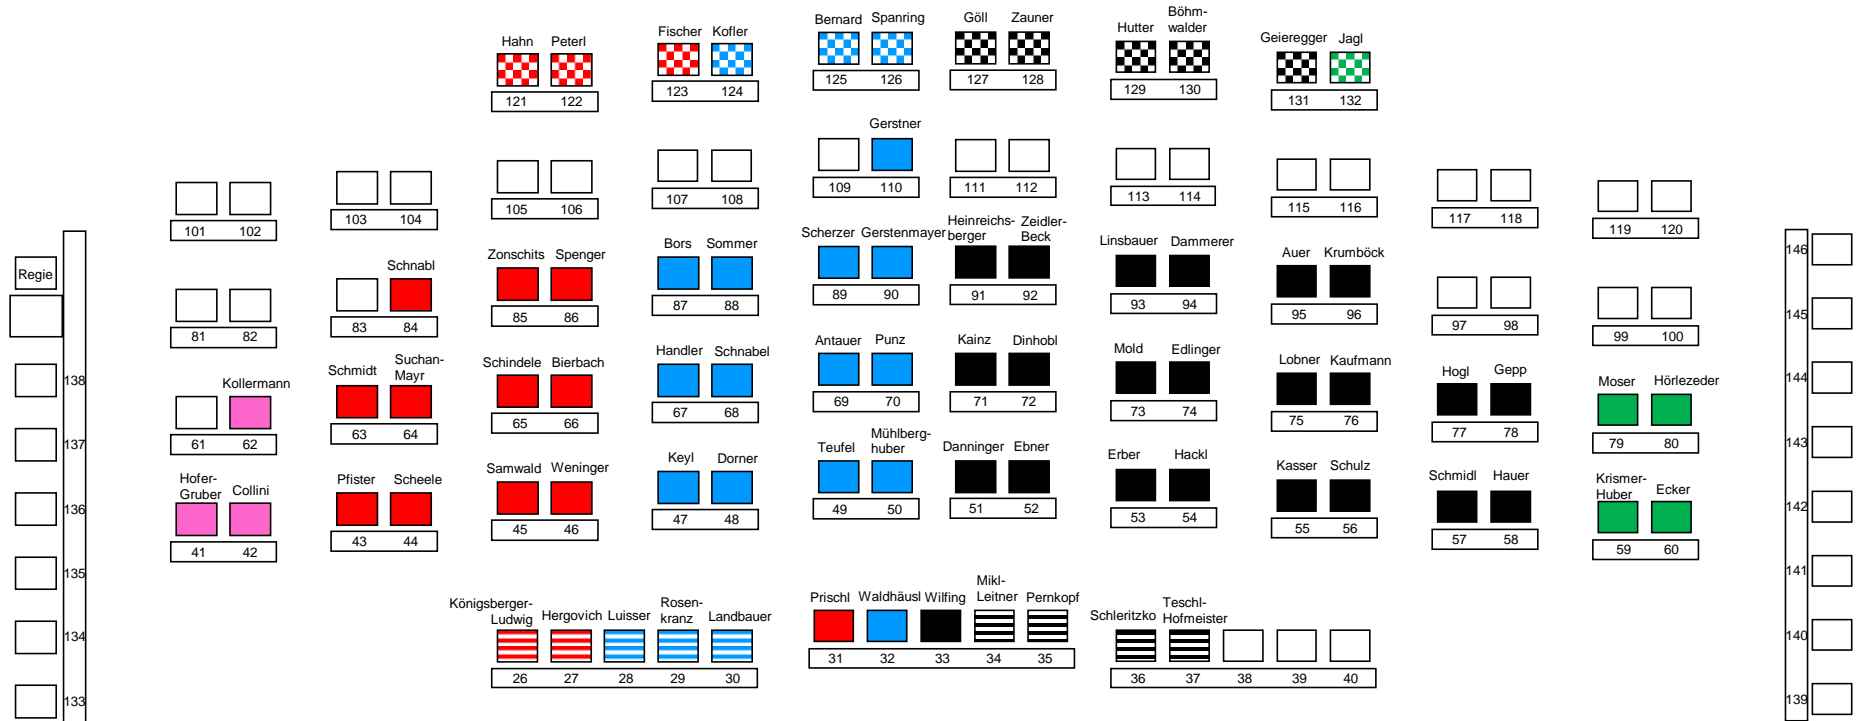 Hahn Peterl
121 122
Fischer Kofler
123 124
Bernard Spanring
125 126
Göll Zauner
127 128
Hutter Böhm-
walder
129 130
Geieregger Jagl
131 132
101 102
103 104
105 106
107 108
Gerstner
109 110
111 112
113 114
115 116
117 118
119 120
Regie
81 82
Schnabl
83 84
Zonschits Spenger
85 86
Bors Sommer
87 88
Scherzer Gerstenmayer
89 90
Heinreichs-
berger
Zeidler-
Beck
91 92
Linsbauer Dammerer
93 94
Auer Krumböck
95 96
97 98
99 100
Kollermann
61 62
Schmidt Suchan-
Mayr
63 64
Schindele Bierbach
65 66
Handler Schnabel
67 68
Antauer Punz
69 70
Kainz Dinhobl
71 72
Mold Edlinger
73 74
Lobner Kaufmann
75 76
Hogl Gepp
77 78
Moser Hörlezeder
79 80
Hofer-
Gruber Collini
41 42
Pfister Scheele
43 44
Samwald Weninger
45 46
Keyl Dorner
47 48
Teufel Mühlberg-
huber
49 50
Danninger Ebner
51 52
Erber Hackl
53 54
Kasser Schulz
55 56
Schmidl Hauer
57 58
Krismer-
Huber Ecker
59 60
Königsberger-
Ludwig Hergovich Luisser Rosen-
kranz Landbauer
26 27 28 29 30
Prischl Waldhäusl Wilfing Mikl-
Leitner Pernkopf
31 32 33 34 35
Schleritzko Teschl-
Hofmeister
36 37 38 39 40
138
137
136
135
134
133
146
145
144
143
142
141
140
139